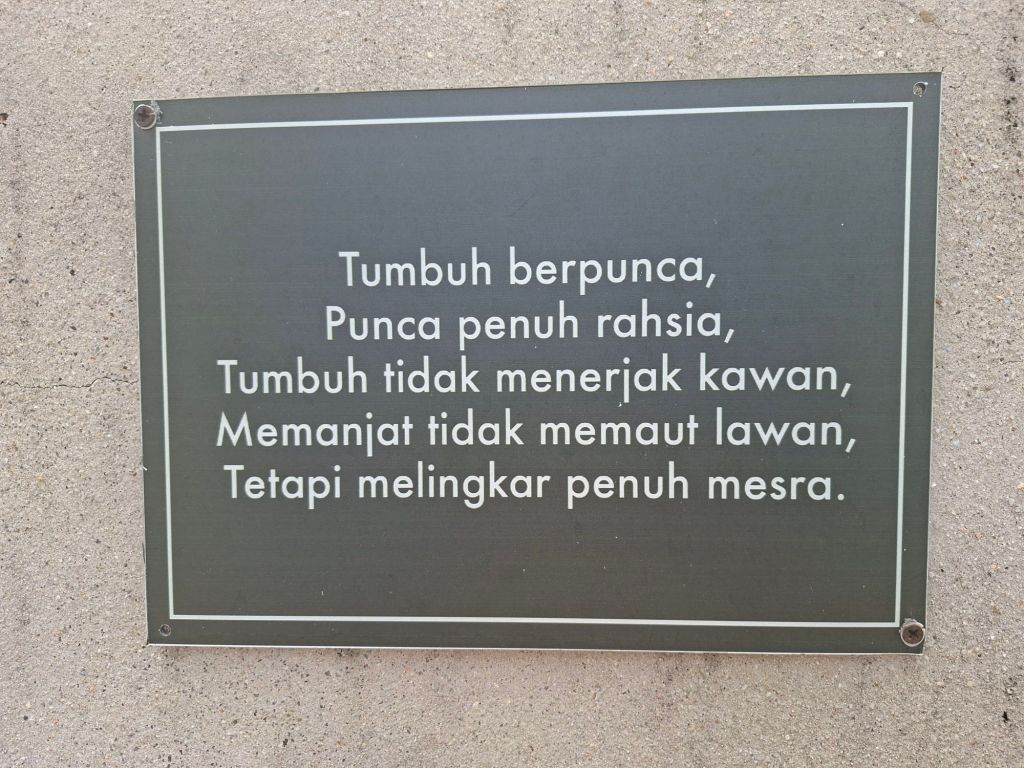 Tumbuh berpunca,
Punca penuh rahsia,
Tumbuh tidak menerjak kawan,
Memanjat tidak memaut lawan,
Tetapi melingkar penuh mesra.